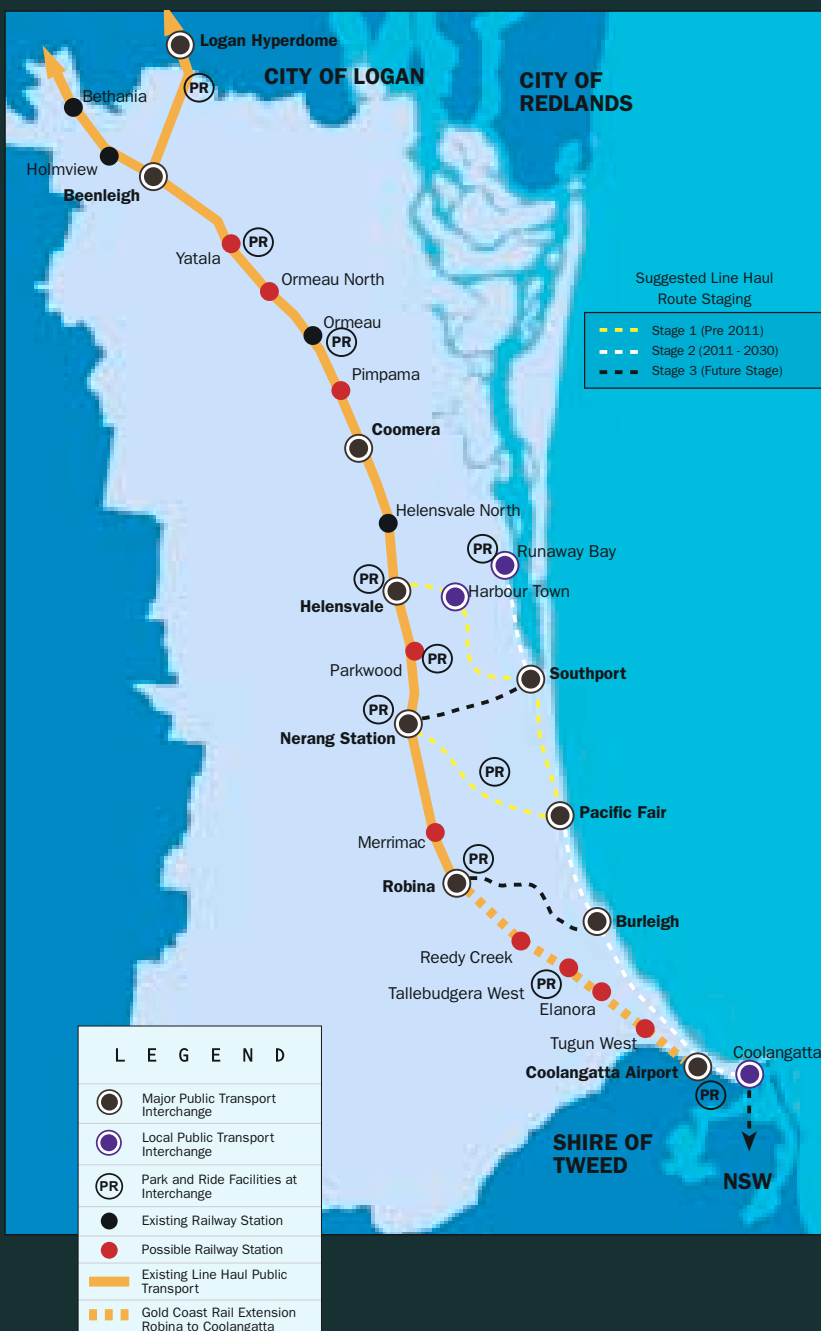 Logan Hyperdome
CITY OF LOGAN
CITY OF
REDLANDS
PR
Bethania
Holmview
Beenleigh
PR
Yatala
Ormeau North
Suggested Line Haul
Route Staging
Stage 1 (Pre 2011)
Stage 2 (2011 - 2030)
Stage 3 (Future Stage)
Ormeau
PR
Pimpama
Coomera
Helensvale North
PR
Runaway Bay
PR
Harbour Town
Helensvale
PR
Parkwood
Southport
PR
Nerang Station
PR
Pacific Fair
Merrimac
PR
Robina
Burleigh
Reedy Creek
Tallebudgera West
PR
Elanora
Tugun West
Coolangatta
Coolangatta Airport
PR
SHIRE OF
TWEED
NSW
LEGEND
Major Public Transport
Interchange
Local Public Transport
Interchange
PR
Park and Ride Facilities at
Interchange
Existing Railway Station
Possible Railway Station
Existing Line Haul Public
Transport
Gold Coast Rail Extension
Robina to Coolangatta